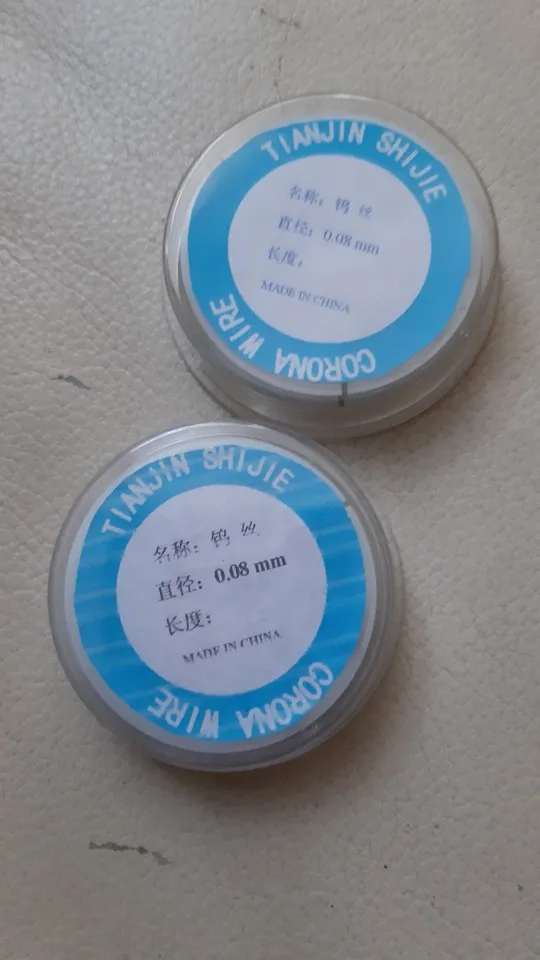 TIANJIN SHIJIE
名称: 钨 丝
直径: 0.08 mm
长度:
MADE IN CHINA
CORONA WIRE
TIANJIN SHIJIE
名称: 钨 丝
直径: 0.08 mm
长度:
MADE IN CHINA
CORONA WIRE